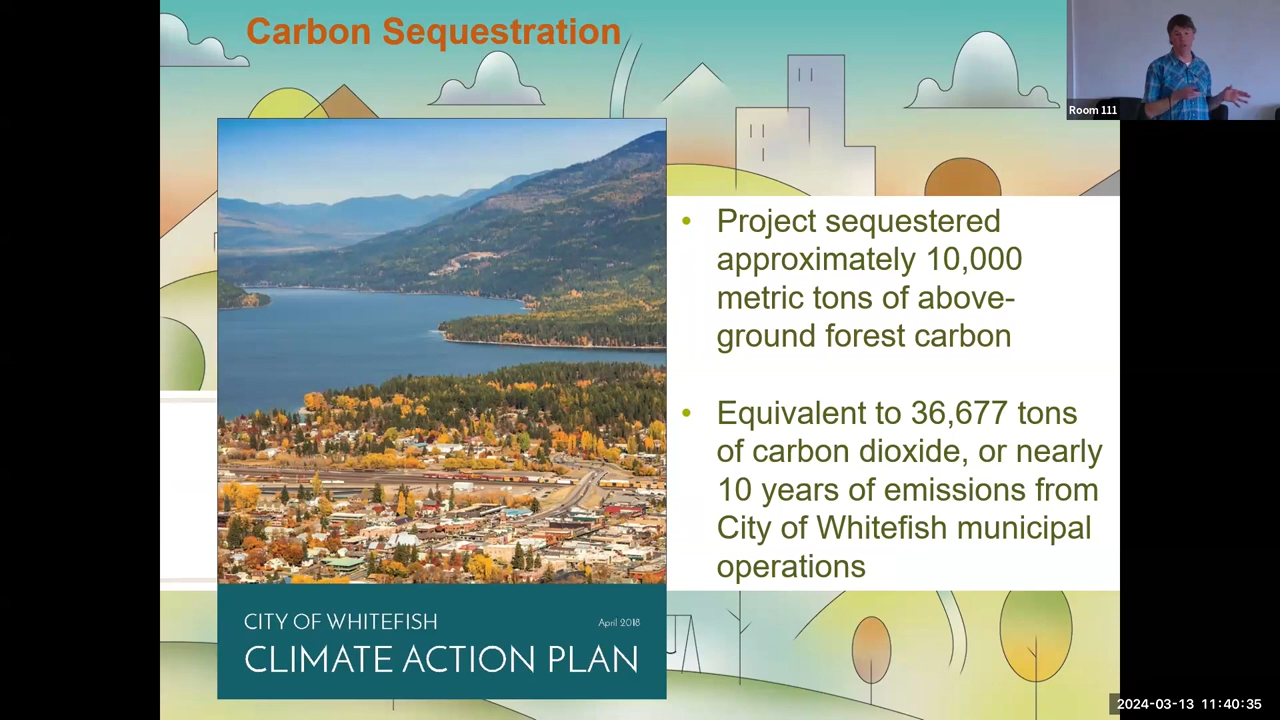 Carbon Sequestration
Room 111
• Project sequestered
approximately 10,000
metric tons of above-
ground forest carbon
• Equivalent to 36,677 tons
of carbon dioxide, or nearly
10 years of emissions from
City of Whitefish municipal
operations
CITY OF WHITEFISH
April 2018
CLIMATE ACTION PLAN
2024-03-13 11:40:35